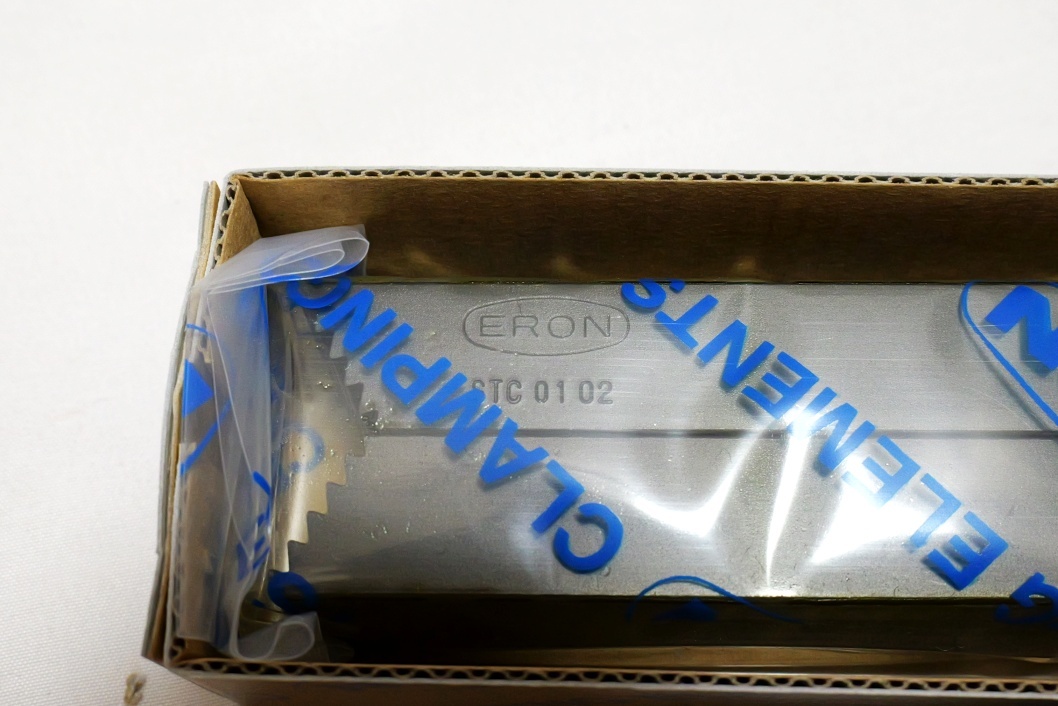 ERON
STC 01 02
CLAMPING
ELEMENTS